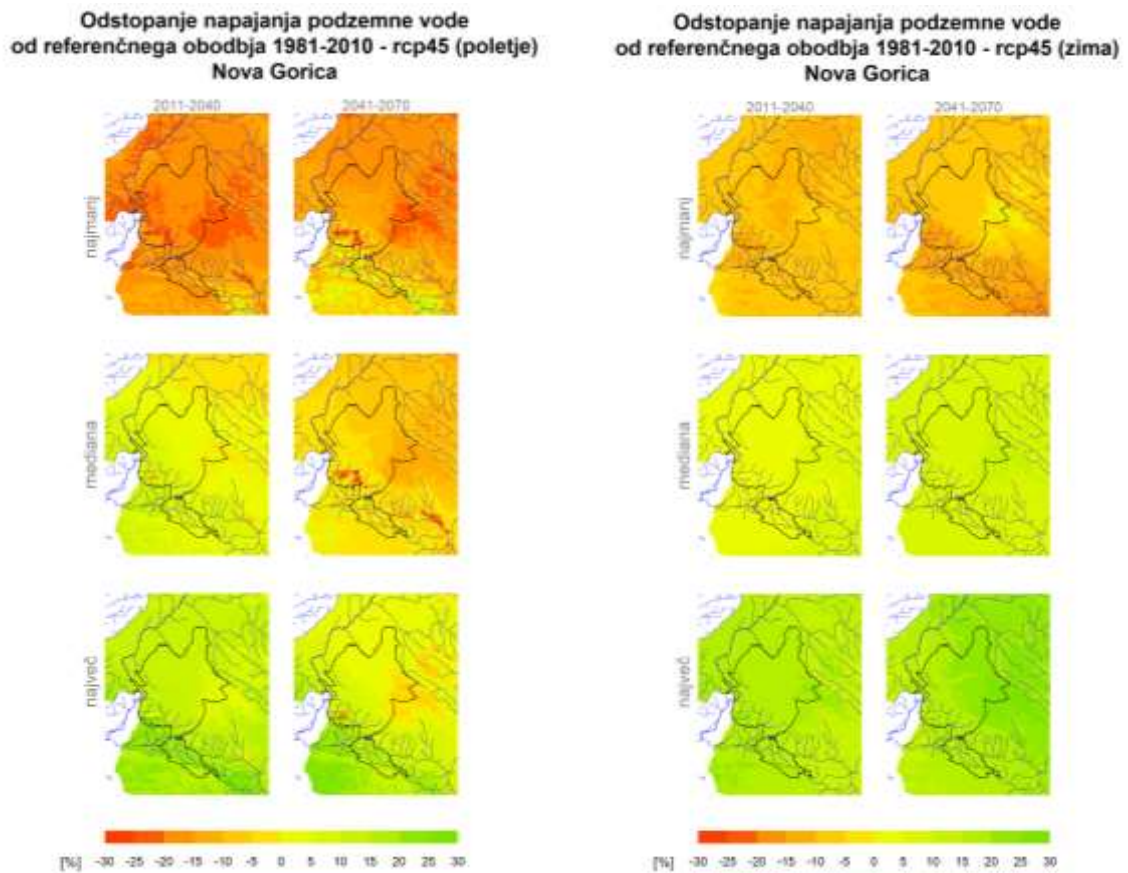 Odstopanje napajanja podzemne vode
od referenčnega obodbja 1981-2010 - rcp45 (poletje)
Nova Gorica
2011-2040 2041-2070
najmanj
mediana
največ
[%] -30 -25 -20 -15 -10 -5 0 5 10 15 20 25 30
Odstopanje napajanja podzemne vode
od referenčnega obodbja 1981-2010 - rcp45 (zima)
Nova Gorica
2011-2040 2041-2070
najmanj
mediana
največ
[%] -30 -25 -20 -15 -10 -5 0 5 10 15 20 25 30